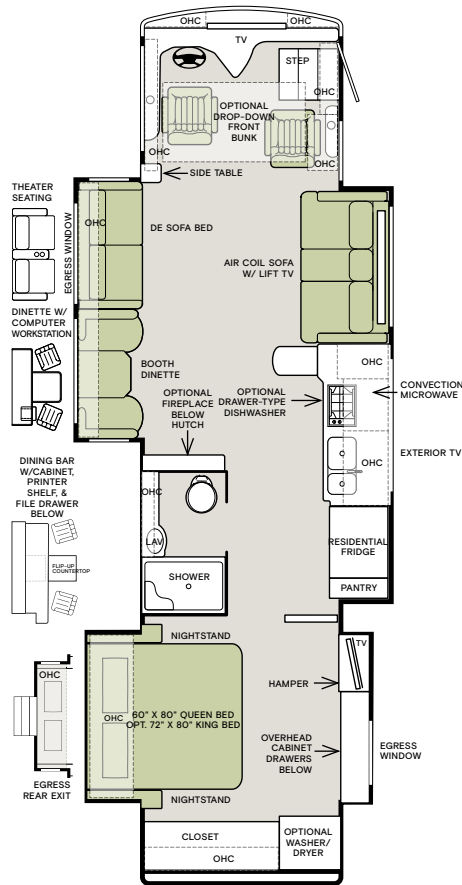 OHC
OHC
TV
STEP
OHC
OPTIONAL
DROP-DOWN
FRONT
BUNK
OHC
OHC
SIDE TABLE
THEATER
SEATING
EGRESS WINDOW
OHC
DE SOFA BED
AIR COIL SOFA
W/ LIFT TV
DINETTE W/
COMPUTER
WORKSTATION
BOOTH
DINETTE
OHC
OPTIONAL
FIREPLACE
BELOW
HUTCH
OPTIONAL
DRAWER-TYPE
DISHWASHER
CONVECTION
MICROWAVE
EXTERIOR TV
OHC
DINING BAR
W/CABINET,
PRINTER
SHELF, &
FILE DRAWER
BELOW
OHC
LAV
RESIDENTIAL
FRIDGE
FLIP-UP
COUNTERTOP
SHOWER
PANTRY
NIGHTSTAND
TV
OHC
HAMPER
OHC
60" X 80" QUEEN BED
OPT. 72" X 80" KING BED
OVERHEAD
CABINET
DRAWERS
BELOW
EGRESS
WINDOW
EGRESS
REAR EXIT
NIGHTSTAND
CLOSET
OHC
OPTIONAL
WASHER/
DRYER